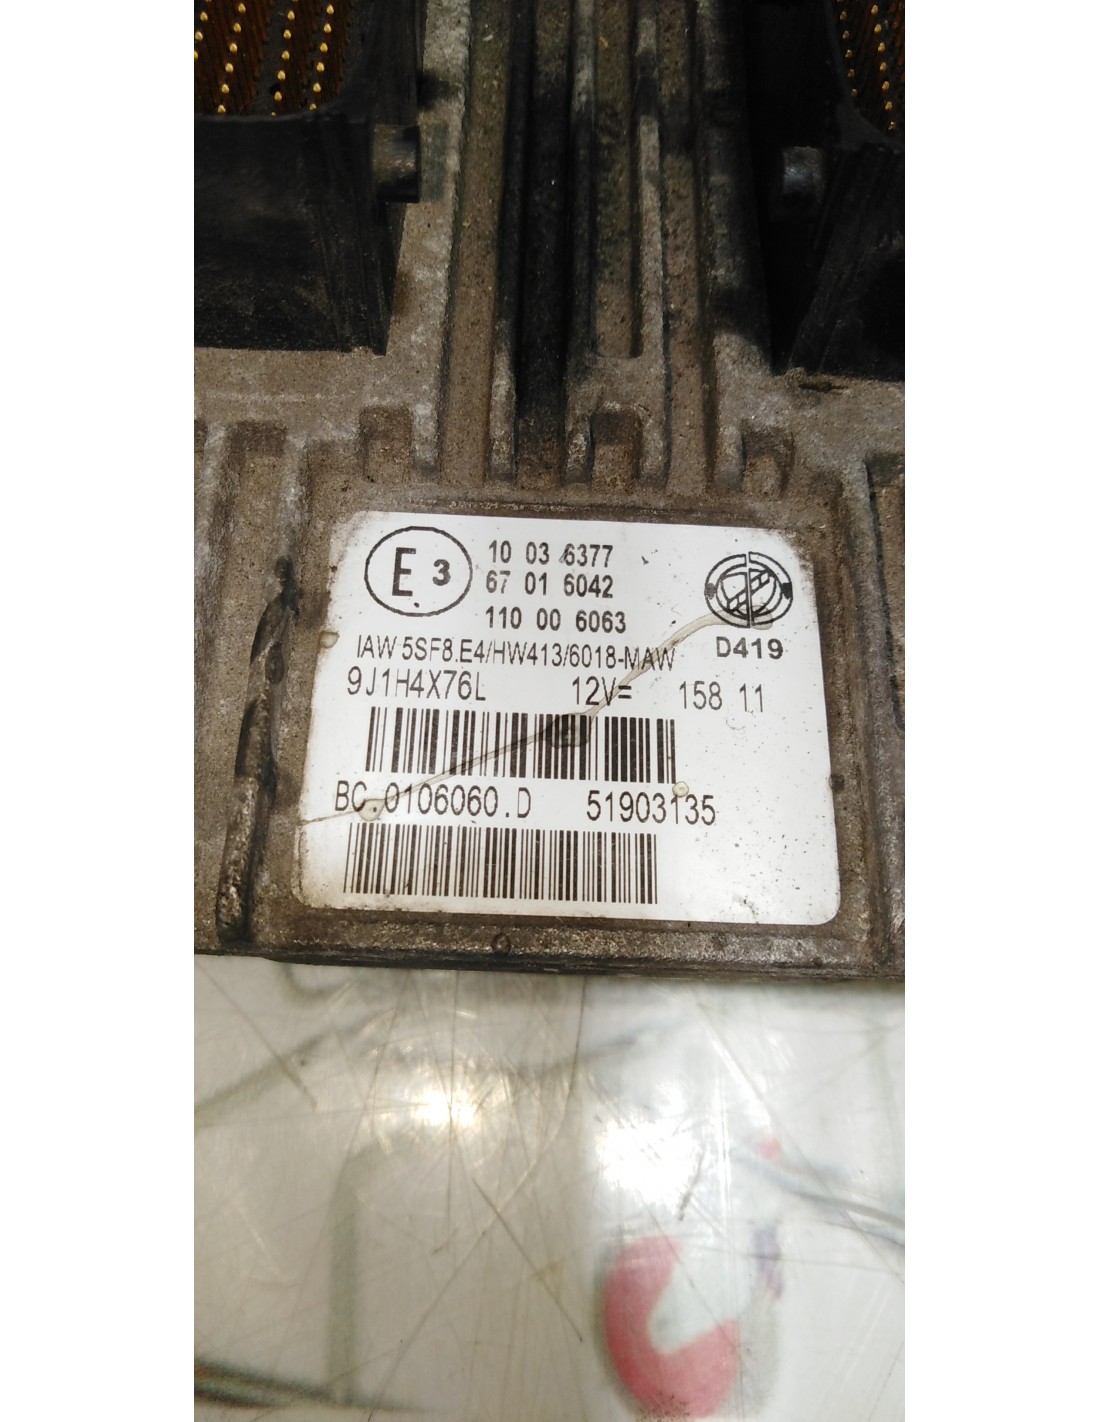 E 3
10 03 6377
67 01 6042
110 00 6063
D419
IAW 5SF8.E4/HW413/6018-MAW
9J1H4X76L 12V= 158 11
BC.0106060.D 51903135